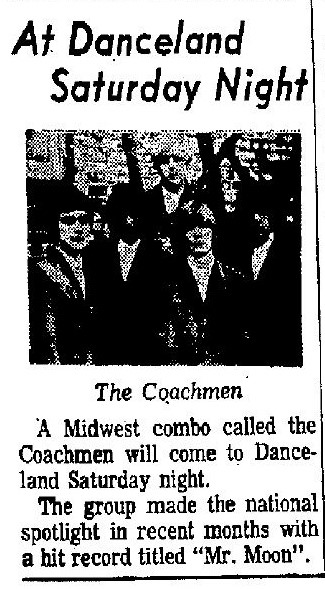 At Danceland
Saturday Night
The Coachmen
A Midwest combo called the
Coachmen will come to Dance-
land Saturday night.
The group made the national
spotlight in recent months with
a hit record titled "Mr. Moon".